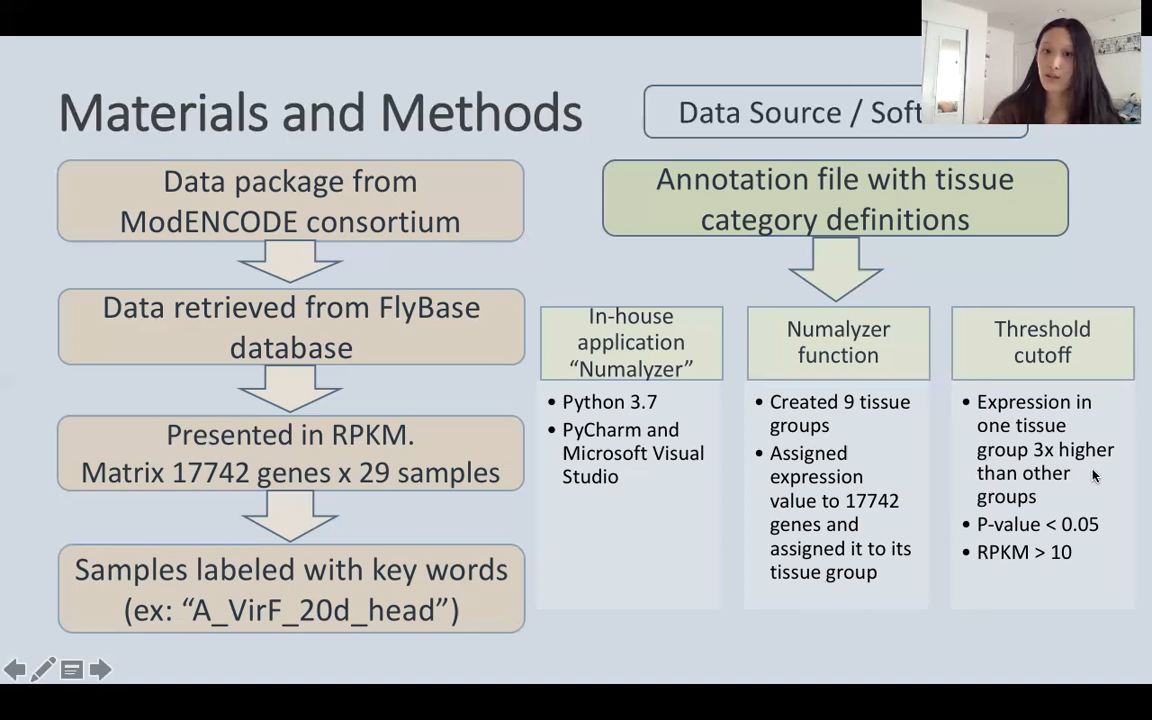 Materials and Methods
Data Source / Soft
Data package from
ModENCODE consortium
Data retrieved from FlyBase
database
Presented in RPKM.
Matrix 17742 genes x 29 samples
Samples labeled with key words
(ex: “A_VirF_20d_head”)
Annotation file with tissue
category definitions
In-house
application
“Numalyzer”
• Python 3.7
• PyCharm and
Microsoft Visual
Studio
Numalyzer
function
• Created 9 tissue
groups
• Assigned
expression
value to 17742
genes and
assigned it to its
tissue group
Threshold
cutoff
• Expression in
one tissue
group 3x higher
than other
groups
• P-value < 0.05
• RPKM > 10